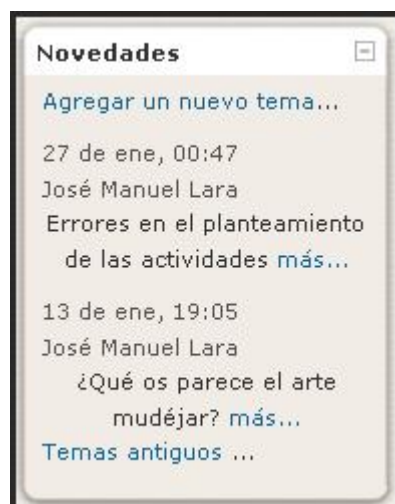 Novedades
Agregar un nuevo tema...
27 de ene, 00:47
José Manuel Lara
Errores en el planteamiento
de las actividades más...
13 de ene, 19:05
José Manuel Lara
¿Qué os parece el arte
mudéjar? más...
Temas antiguos ...